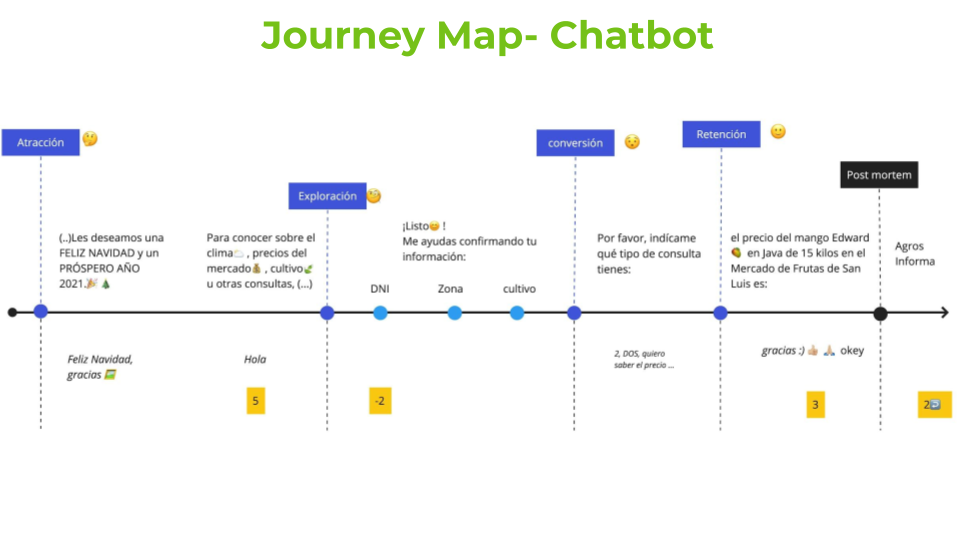 Journey Map- Chatbot
Atracción 🤔
Exploración 🧐
conversión 😯
Retención 🙂
Post mortem
(..)Les deseamos una
FELIZ NAVIDAD y un
PRÓSPERO AÑO
2021.🎉🎄
Para conocer sobre el
clima☁️ , precios del
mercado💰 , cultivo🌿
u otras consultas, (...)
¡Listo😊 !
Me ayudas confirmando tu
información:
DNI
Zona
cultivo
Por favor, indícame
qué tipo de consulta
tienes:
el precio del mango Edward
🥭 en Java de 15 kilos en el
Mercado de Frutas de San
Luis es:
Agros
Informa
Feliz Navidad,
gracias 🖼️
Hola
2, DOS, quiero
saber el precio ...
gracias :) 👍🏼 🙏🏼 okey
5
-2
3
2↩️